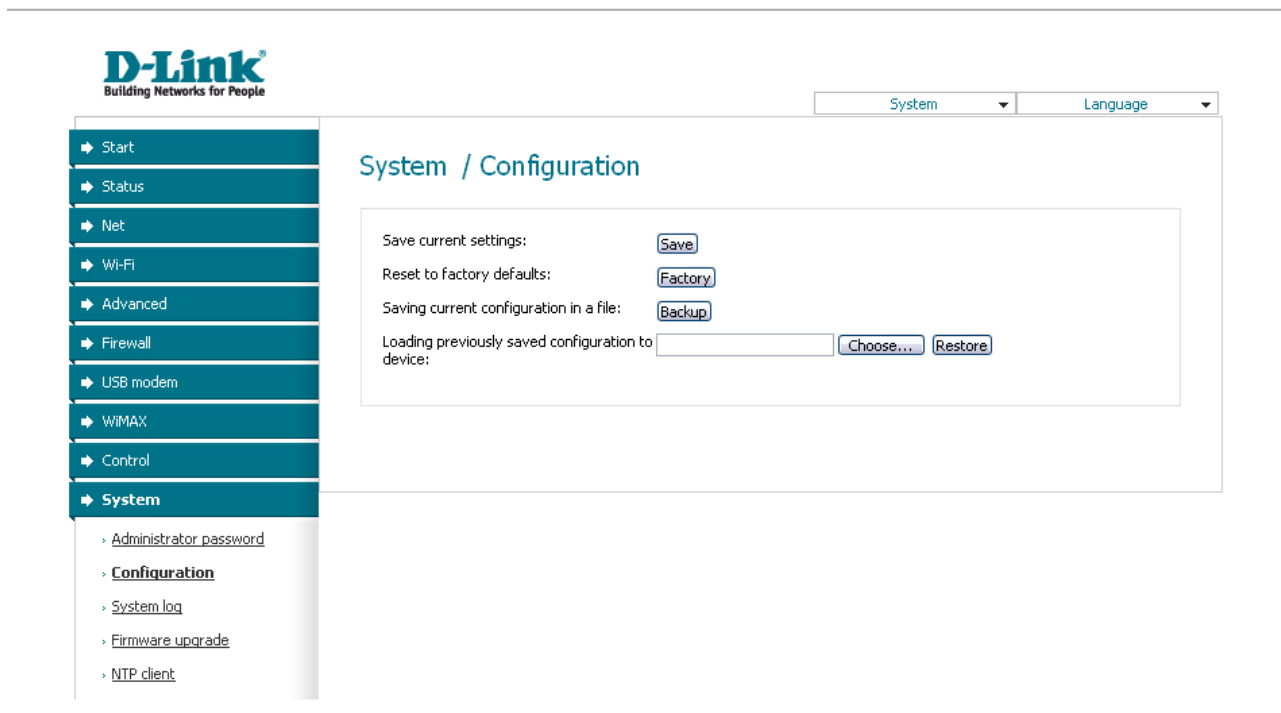 D-Link®
Building Networks for People
System
Language
Start
Status
Net
Wi-Fi
Advanced
Firewall
USB modem
WiMAX
Control
System
Administrator password
Configuration
System log
Firmware upgrade
NTP client
System / Configuration
Save current settings:
Save
Reset to factory defaults:
Factory
Saving current configuration in a file:
Backup
Loading previously saved configuration to
device:
Choose... Restore